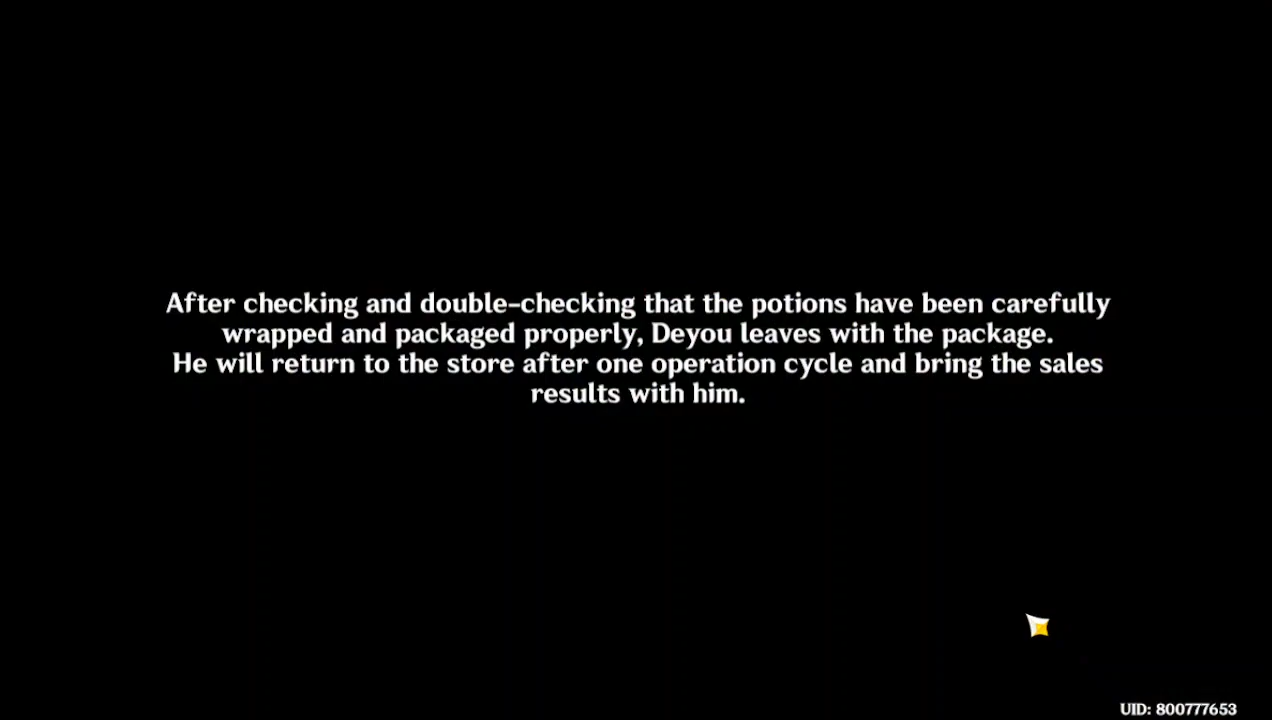 After checking and double-checking that the potions have been carefully
wrapped and packaged properly, Deyou leaves with the package.
He will return to the store after one operation cycle and bring the sales
results with him.
UID: 800777653